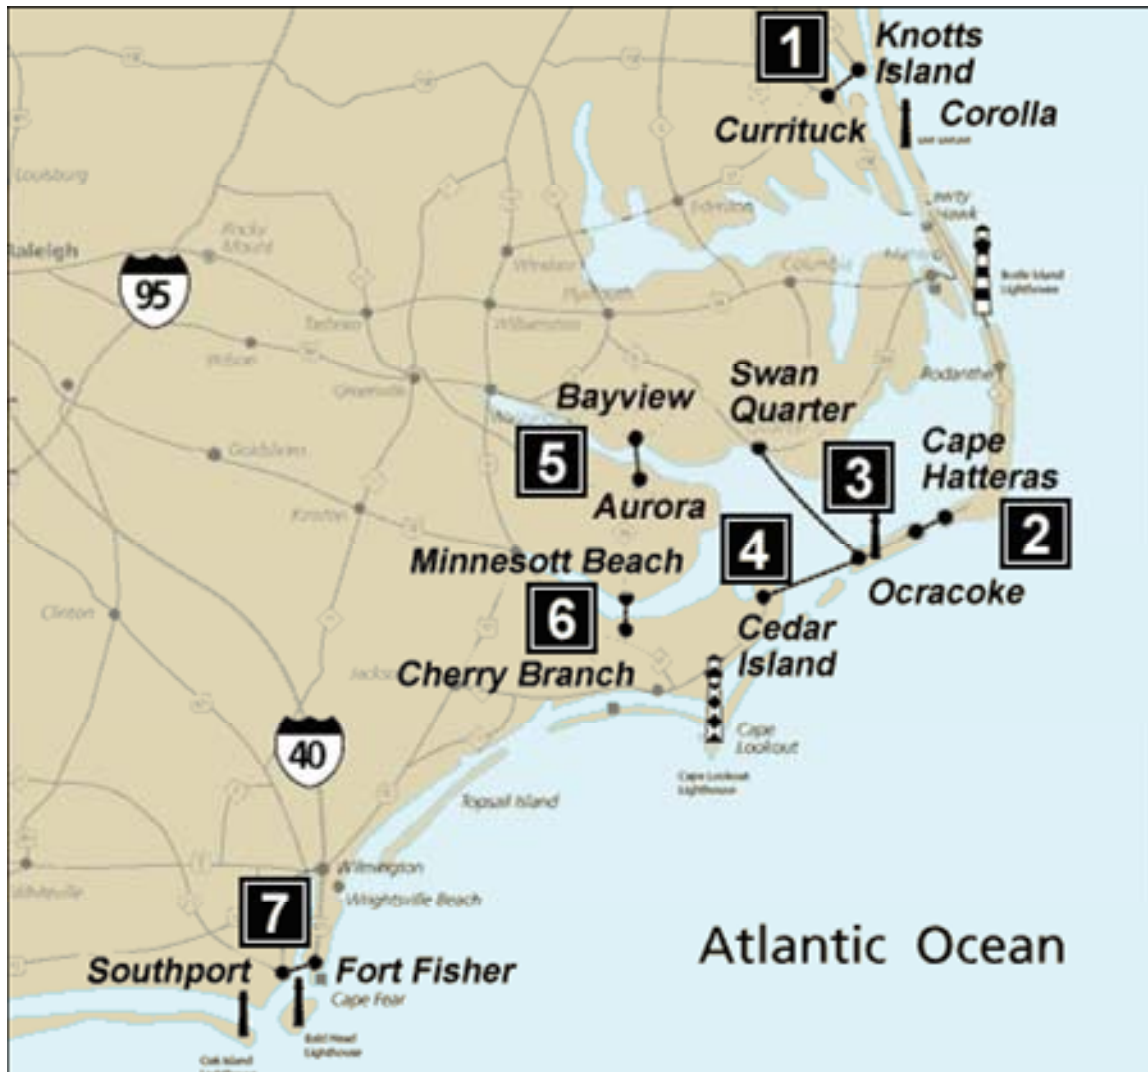 1
Knotts
Island
Currituck
Corolla
Louisburg
Raleigh
Rocky
Mount
Edenton
Windsor
95
Plymouth
Columbia
Bodie Island
Lighthouse
Tarboro
Williamston
Wilson
Greenville
Rodanthe
Bayview
Swan
Quarter
5
Cape
Hatteras
3
Goldsboro
Aurora
2
Kinston
4
Minnesott Beach
Ocracoke
6
Clinton
Cedar
Island
Cherry Branch
40
Cape
Lookout
Cape Lookout
Lighthouse
Topsail Island
Wilmington
Whiteville
7
Wrightsville Beach
Atlantic Ocean
Southport
Fort Fisher
Cape Fear
Bald Head
Lighthouse
Oak Island